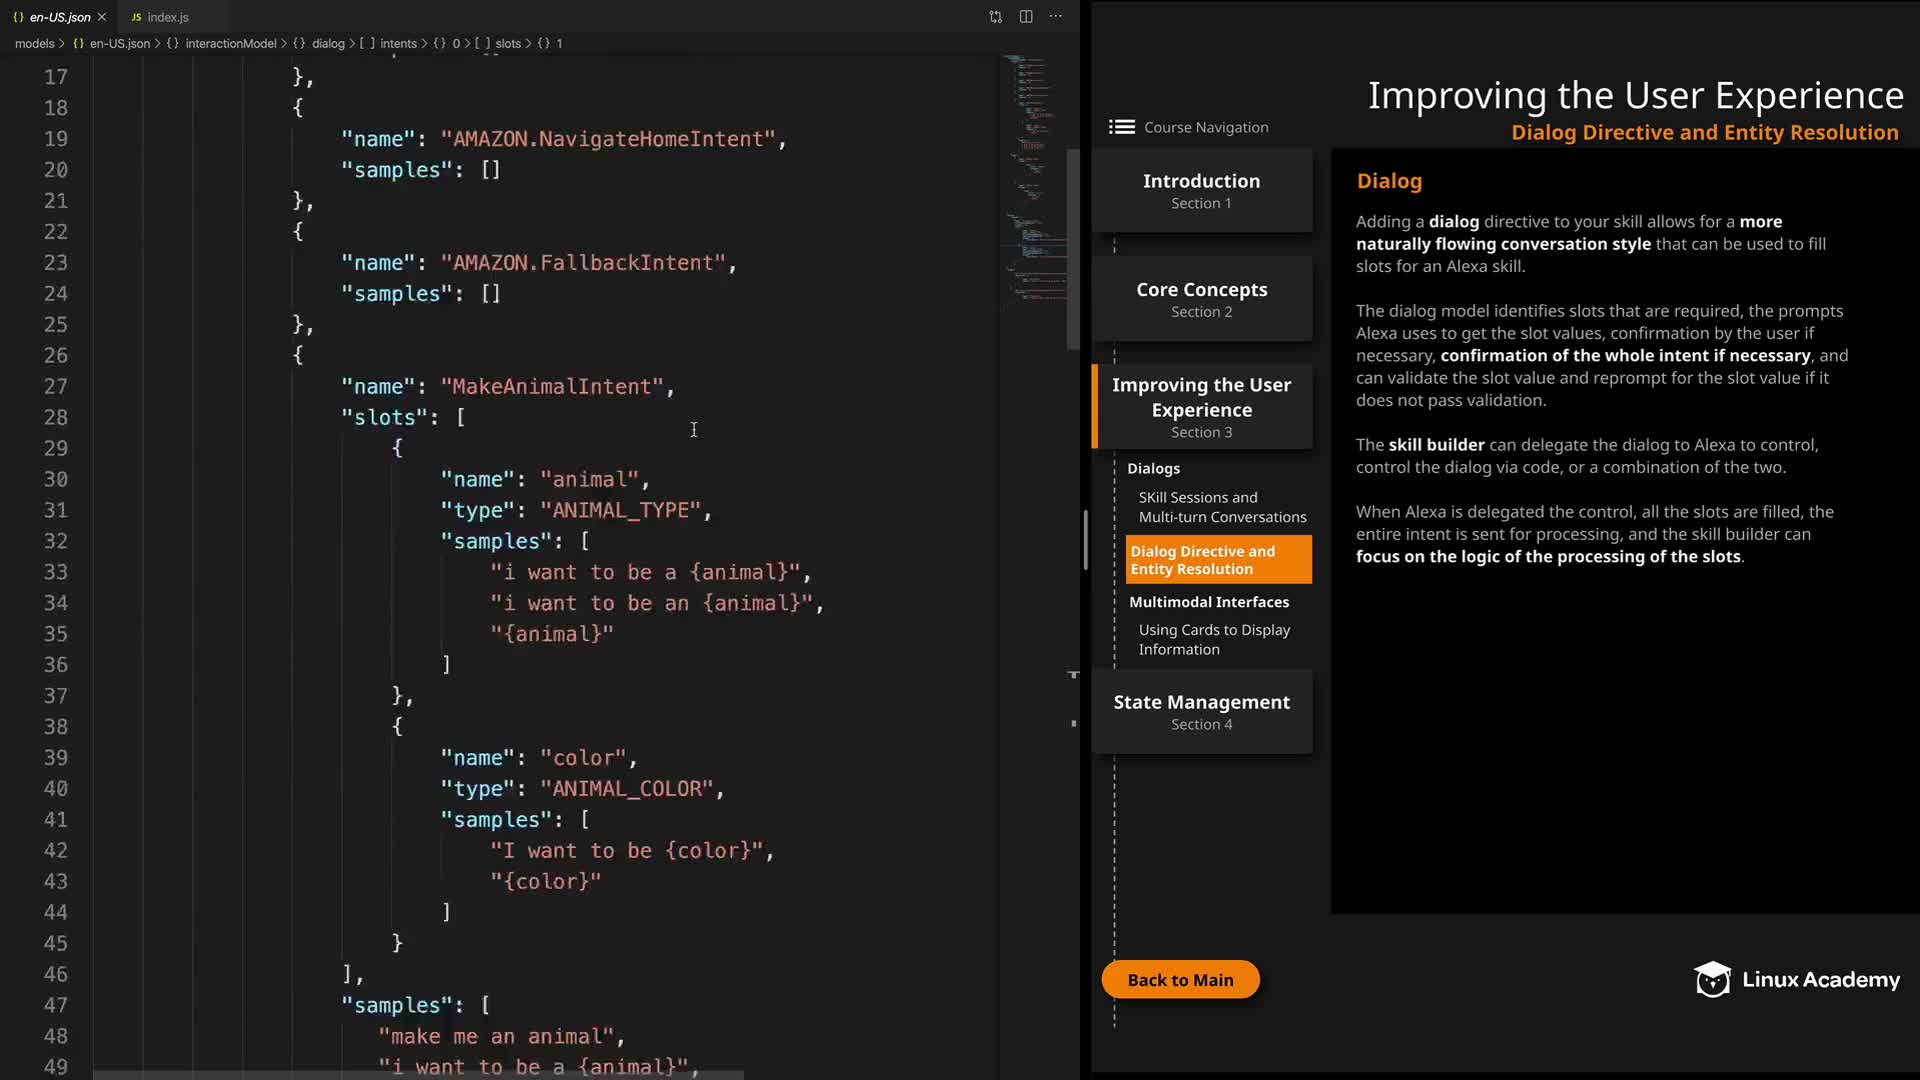 {} en-US.json ×
JS index.js
···
models > {} en-US.json > {} interactionModel > {} dialog > [ ] intents > {} 0 > [ ] slots > {} 1
17 },
18 {
19 "name": "AMAZON.NavigateHomeIntent",
20 "samples": []
21 },
22 {
23 "name": "AMAZON.FallbackIntent",
24 "samples": []
25 },
26 {
27 "name": "MakeAnimalIntent",
28 "slots": [
29 {
30 "name": "animal",
31 "type": "ANIMAL_TYPE",
32 "samples": [
33 "i want to be a {animal}",
34 "i want to be an {animal}",
35 "{animal}"
36 ]
37 },
38 {
39 "name": "color",
40 "type": "ANIMAL_COLOR",
41 "samples": [
42 "I want to be {color}",
43 "{color}"
44 ]
45 }
46 ],
47 "samples": [
48 "make me an animal",
49 "i want to be a {animal}",
Improving the User Experience
Dialog Directive and Entity Resolution
Course Navigation
Introduction
Section 1
Core Concepts
Section 2
Improving the User
Experience
Section 3
Dialogs
SKill Sessions and
Multi-turn Conversations
Dialog Directive and
Entity Resolution
Multimodal Interfaces
Using Cards to Display
Information
State Management
Section 4
Back to Main
Dialog
Adding a dialog directive to your skill allows for a more
naturally flowing conversation style that can be used to fill
slots for an Alexa skill.
The dialog model identifies slots that are required, the prompts
Alexa uses to get the slot values, confirmation by the user if
necessary, confirmation of the whole intent if necessary, and
can validate the slot value and reprompt for the slot value if it
does not pass validation.
The skill builder can delegate the dialog to Alexa to control,
control the dialog via code, or a combination of the two.
When Alexa is delegated the control, all the slots are filled, the
entire intent is sent for processing, and the skill builder can
focus on the logic of the processing of the slots.
Linux Academy